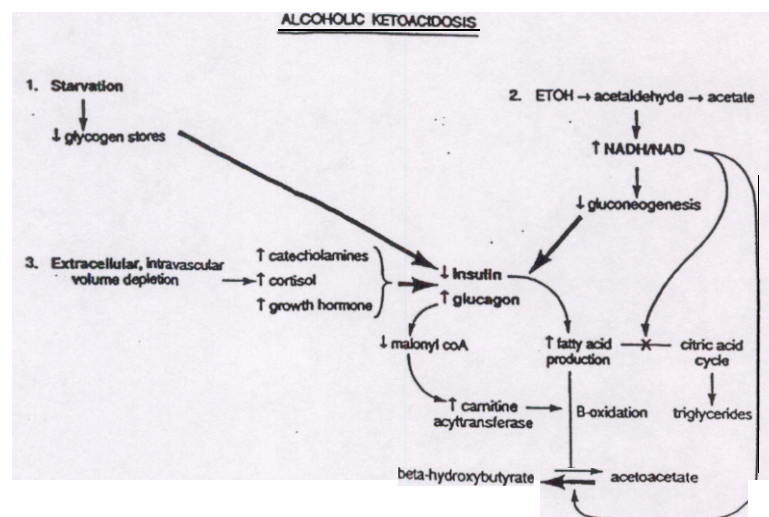 ALCOHOLIC KETOACIDOSIS
1. Starvation
↓ glycogen stores
2. ETOH → acetaldehyde → acetate
↑ NADH/NAD
↓ gluconeogenesis
3. Extracellular, intravascular
volume depletion
↑ catecholamines
↑ cortisol
↑ growth hormone
↓ insulin
↑ glucagon
↓ malonyl coA
↑ carnitine
acyltransferase
↑ fatty acid
production
X
citric acid
cycle
B-oxidation
triglycerides
beta-hydroxybutyrate
acetoacetate